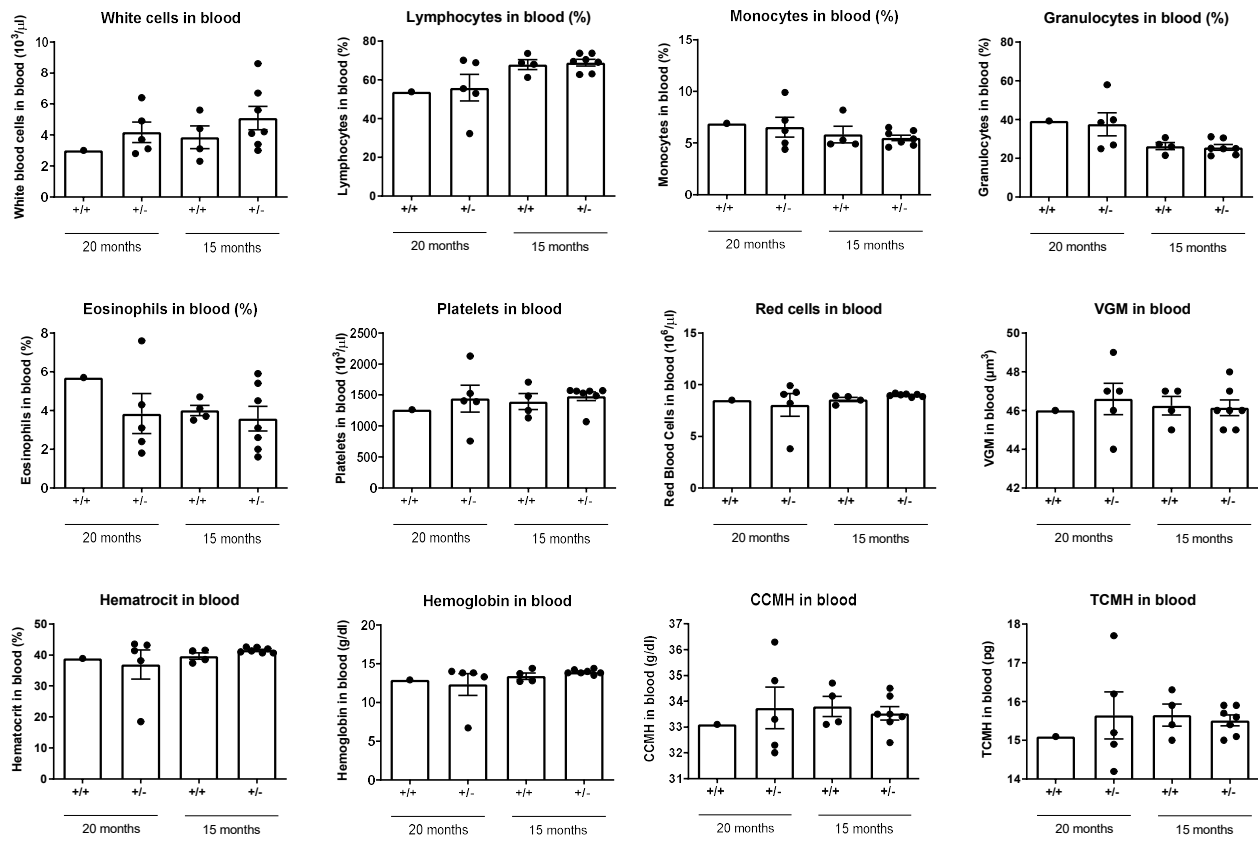 White cells in blood
White blood cells in blood (10³/µl)
10
8
6
4
2
0
+/+ +/- +/+ +/-
20 months 15 months
Lymphocytes in blood (%)
Lymphocytes in blood (%)
80
60
40
20
0
+/+ +/- +/+ +/-
20 months 15 months
Monocytes in blood (%)
Monocytes in blood (%)
15
10
5
0
+/+ +/- +/+ +/-
20 months 15 months
Granulocytes in blood (%)
Granulocytes in blood (%)
80
60
40
20
0
+/+ +/- +/+ +/-
20 months 15 months
Eosinophils in blood (%)
Eosinophils in blood (%)
8
6
4
2
0
+/+ +/- +/+ +/-
20 months 15 months
Platelets in blood
Platelets in blood (10³/µl)
2500
2000
1500
1000
500
0
+/+ +/- +/+ +/-
20 months 15 months
Red cells in blood
Red Blood Cells in blood (10⁶/µl)
15
10
5
0
+/+ +/- +/+ +/-
20 months 15 months
VGM in blood
VGM in blood (µm³)
50
48
46
44
42
+/+ +/- +/+ +/-
20 months 15 months
Hematrocit in blood
Hematocrit in blood (%)
50
40
30
20
10
0
+/+ +/- +/+ +/-
20 months 15 months
Hemoglobin in blood
Hemoglobin in blood (g/dl)
20
15
10
5
0
+/+ +/- +/+ +/-
20 months 15 months
CCMH in blood
CCMH in blood (g/dl)
37
36
35
34
33
32
31
+/+ +/- +/+ +/-
20 months 15 months
TCMH in blood
TCMH in blood (pg)
18
17
16
15
14
+/+ +/- +/+ +/-
20 months 15 months